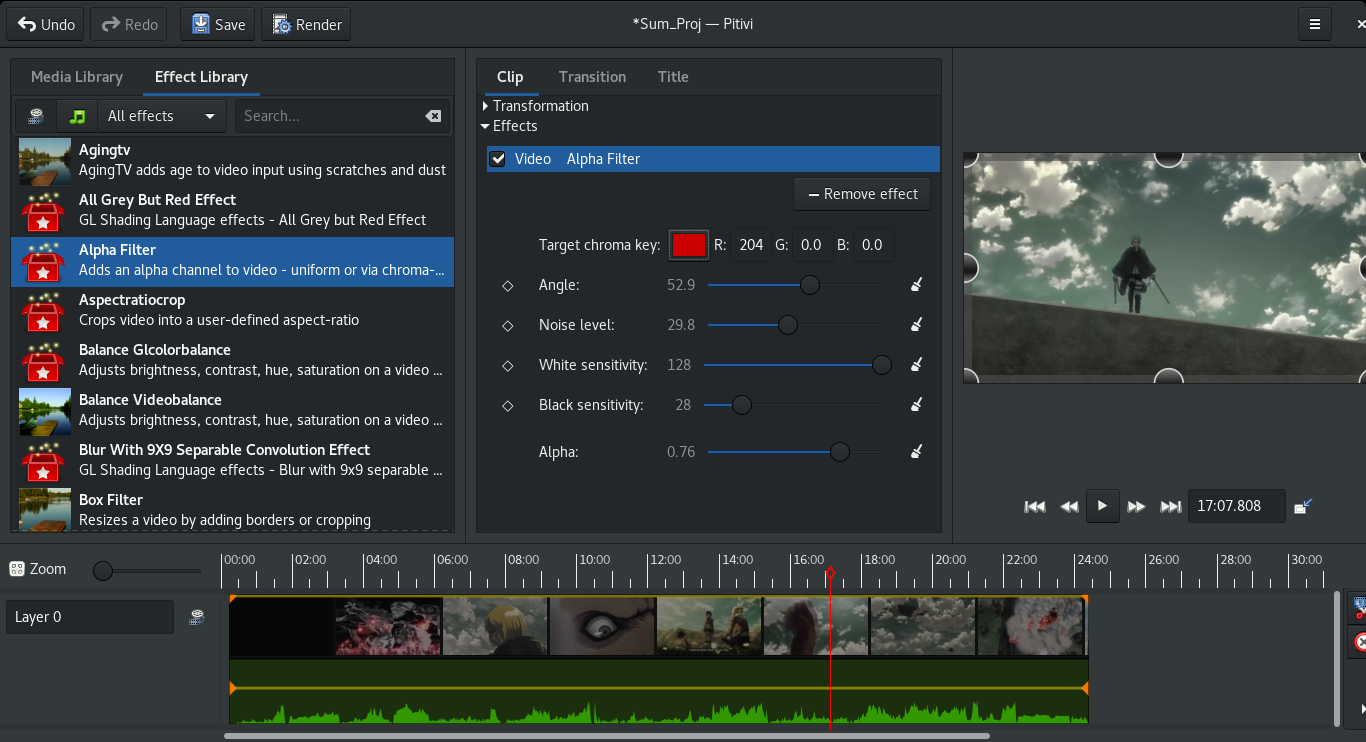 Undo Redo Save Render *Sum_Proj — Pitivi
Media Library Effect Library
All effects Search...
Agingtv
AgingTV adds age to video input using scratches and dust
All Grey But Red Effect
GL Shading Language effects - All Grey but Red Effect
Alpha Filter
Adds an alpha channel to video - uniform or via chroma-...
Aspectratiocrop
Crops video into a user-defined aspect-ratio
Balance Glcolorbalance
Adjusts brightness, contrast, hue, saturation on a video ...
Balance Videobalance
Adjusts brightness, contrast, hue, saturation on a video ...
Blur With 9X9 Separable Convolution Effect
GL Shading Language effects - Blur with 9x9 separable ...
Box Filter
Resizes a video by adding borders or cropping
Clip Transition Title
Transformation
Effects
Video Alpha Filter
Remove effect
Target chroma key: R: 204 G: 0.0 B: 0.0
Angle: 52.9
Noise level: 29.8
White sensitivity: 128
Black sensitivity: 28
Alpha: 0.76
17:07.808
Zoom 00:00 02:00 04:00 06:00 08:00 10:00 12:00 14:00 16:00 18:00 20:00 22:00 24:00 26:00 28:00 30:00
Layer 0